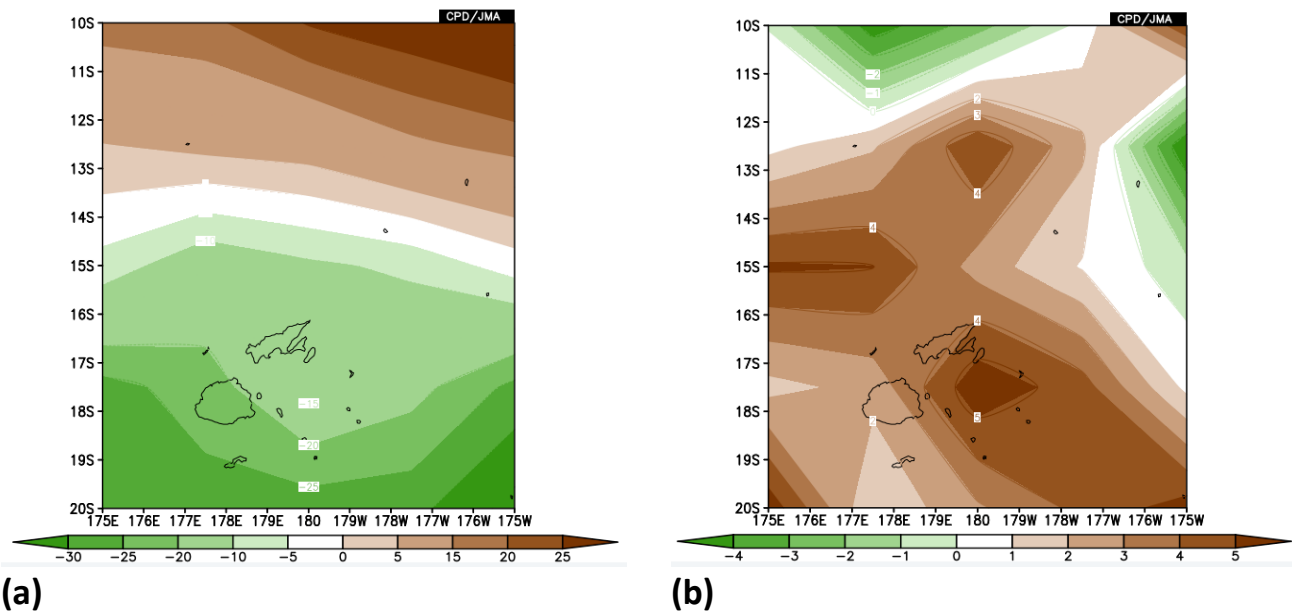 CPD/JMA
10S
11S
12S
13S
14S
−10
15S
16S
17S
−15
18S
−20
19S
−25
20S
175E 176E 177E 178E 179E 180 179W 178W 177W 176W 175W
−30 −25 −20 −10 −5 0 5 15 20 25
(a)
CPD/JMA
10S
−2
11S
−1
2
12S
3
13S
4
14S
4
15S
16S
4
17S
18S
5
2
19S
20S
175E 176E 177E 178E 179E 180 179W 178W 177W 176W 175W
−4 −3 −2 −1 0 1 2 3 4 5
(b)